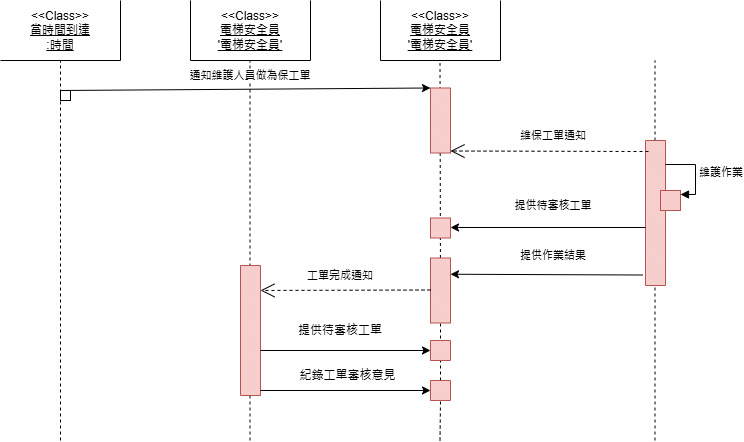 <<Class>>
當時間到達
:時間
<<Class>>
電梯安全員
'電梯安全員'
<<Class>>
電梯安全員
'電梯安全員'
通知維護人員做為保工單
維保工單通知
維護作業
提供待審核工單
提供作業結果
工單完成通知
提供待審核工單
紀錄工單審核意見